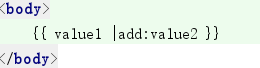 <body>
{{ value1 |add:value2 }}
</body>